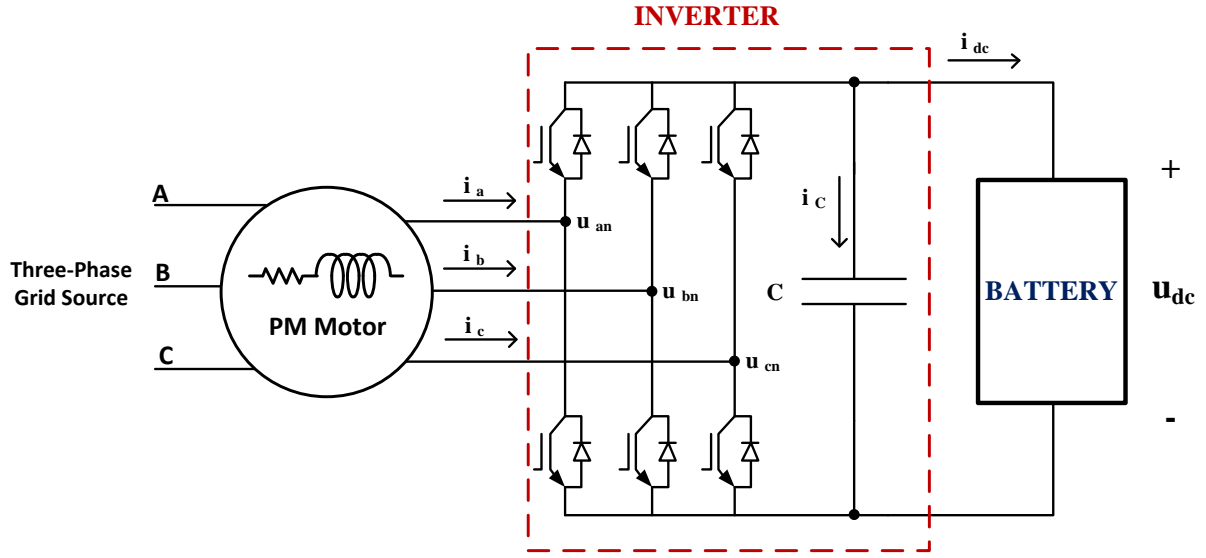 INVERTER
i dc
A
i a
u an
Three-Phase
Grid Source
B
i b
i C
+
PM Motor
u bn
C
BATTERY
u dc
C
i c
u cn
-